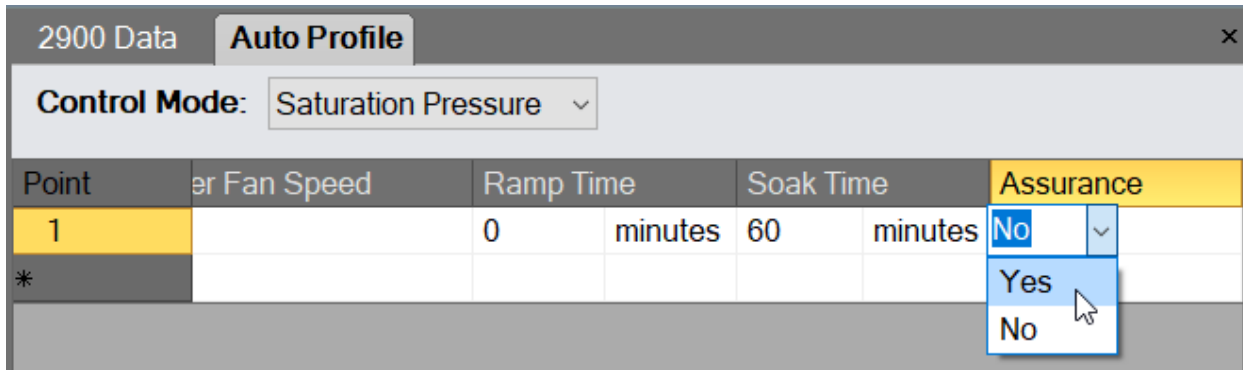 2900 Data Auto Profile ×
Control Mode: Saturation Pressure
Point er Fan Speed Ramp Time Soak Time Assurance
1 0 minutes 60 minutes No
*
Yes
No